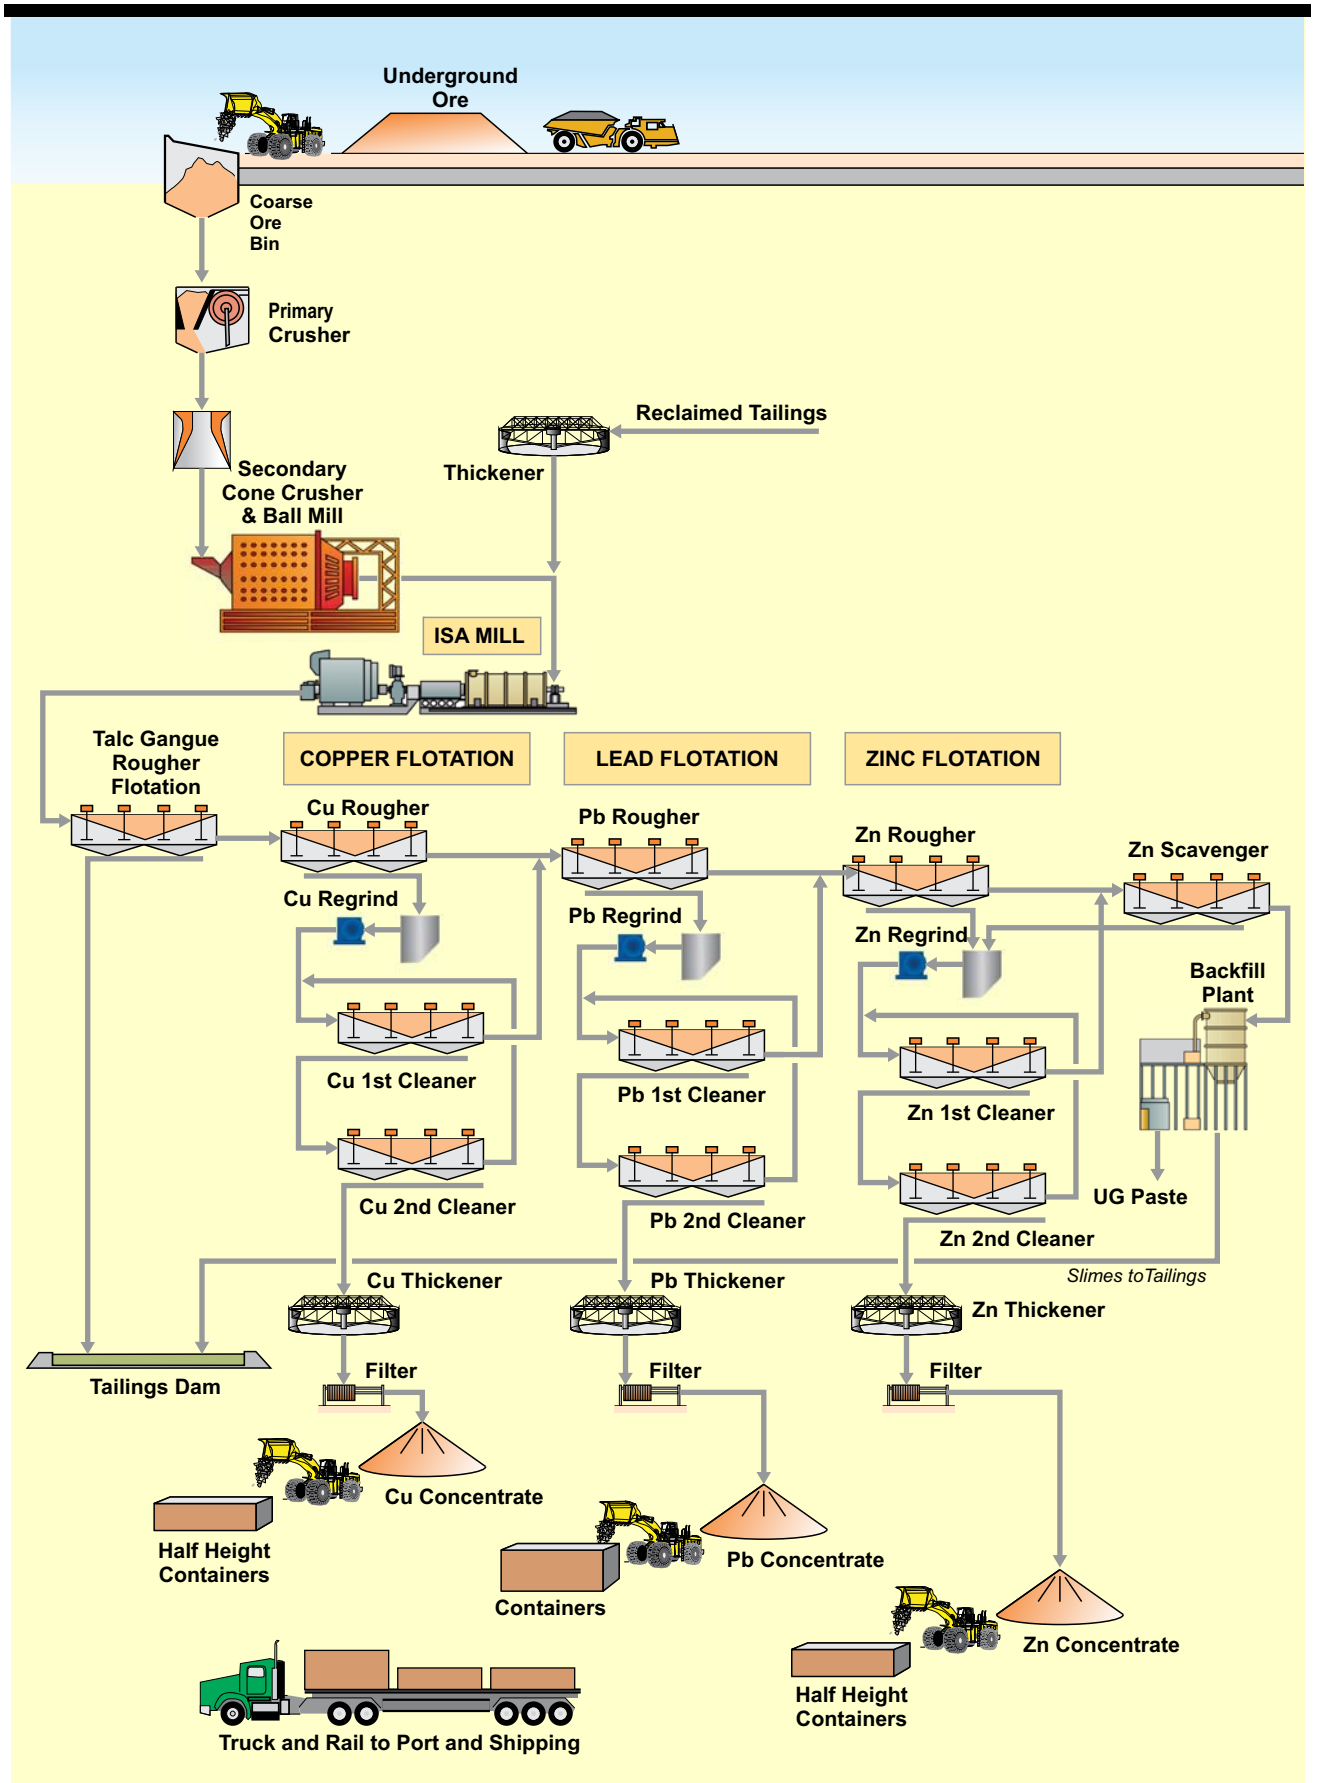 Underground
Ore
Coarse
Ore
Bin
Primary
Crusher
Reclaimed Tailings
Thickener
Secondary
Cone Crusher
& Ball Mill
ISA MILL
Talc Gangue
Rougher
Flotation
COPPER FLOTATION
LEAD FLOTATION
ZINC FLOTATION
Cu Rougher
Pb Rougher
Zn Rougher
Zn Scavenger
Cu Regrind
Pb Regrind
Zn Regrind
Backfill
Plant
Cu 1st Cleaner
Pb 1st Cleaner
Zn 1st Cleaner
UG Paste
Cu 2nd Cleaner
Pb 2nd Cleaner
Zn 2nd Cleaner
Slimes toTailings
Cu Thickener
Pb Thickener
Zn Thickener
Tailings Dam
Filter
Filter
Filter
Cu Concentrate
Half Height
Containers
Pb Concentrate
Containers
Zn Concentrate
Half Height
Containers
Truck and Rail to Port and Shipping